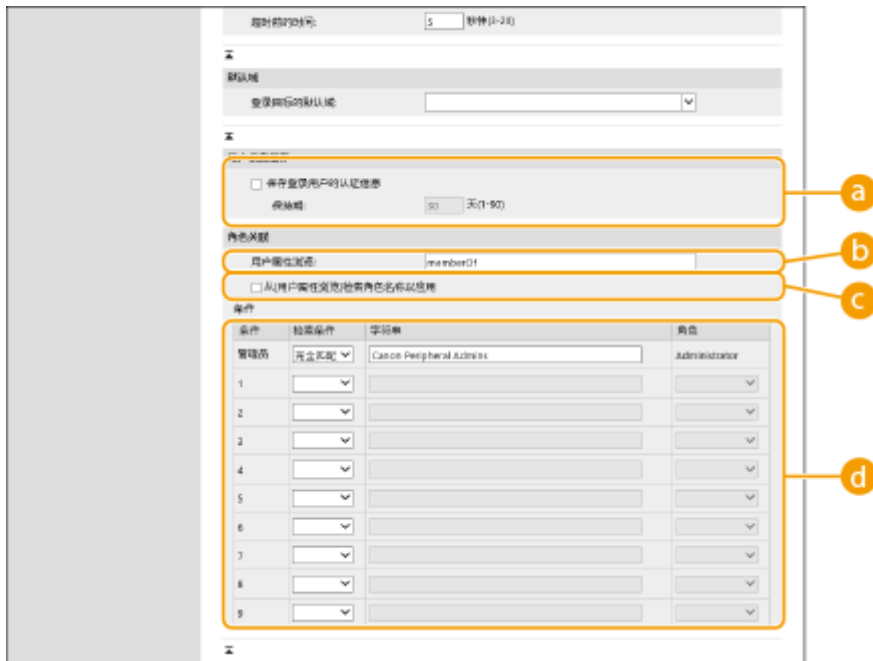 超时前的时间: 5 秒钟(3-20)
默认域
登录目标的默认域:
保存登录用户的认证信息
保持期: 90 天(1-90)
a
角色关联
b
用户属性浏览: memberOf
c
从[用户属性浏览]检索角色名称以应用
条件
条件 检索条件 字符串 角色
管理员 完全匹配 Canon Peripheral Admins Administrator
1
2
3
4
d
5
6
7
8
9